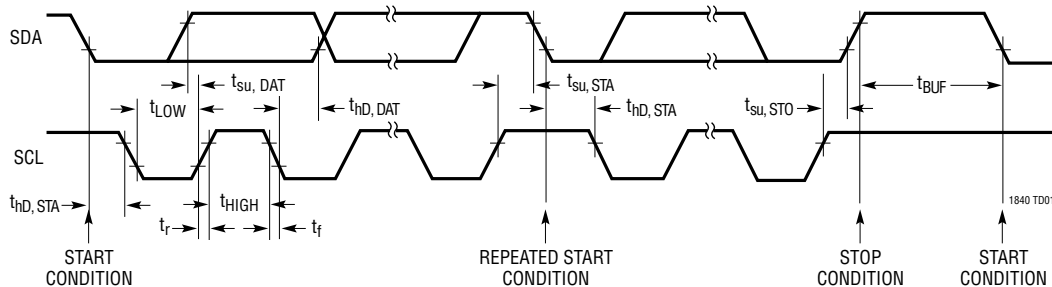 SDA
tsu, DAT
tLOW
thD, DAT
tsu, STA
thD, STA
tsu, STO
tBUF
SCL
thD, STA
tr
tHIGH
tf
1840 TD01
START
CONDITION
REPEATED START
CONDITION
STOP
CONDITION
START
CONDITION